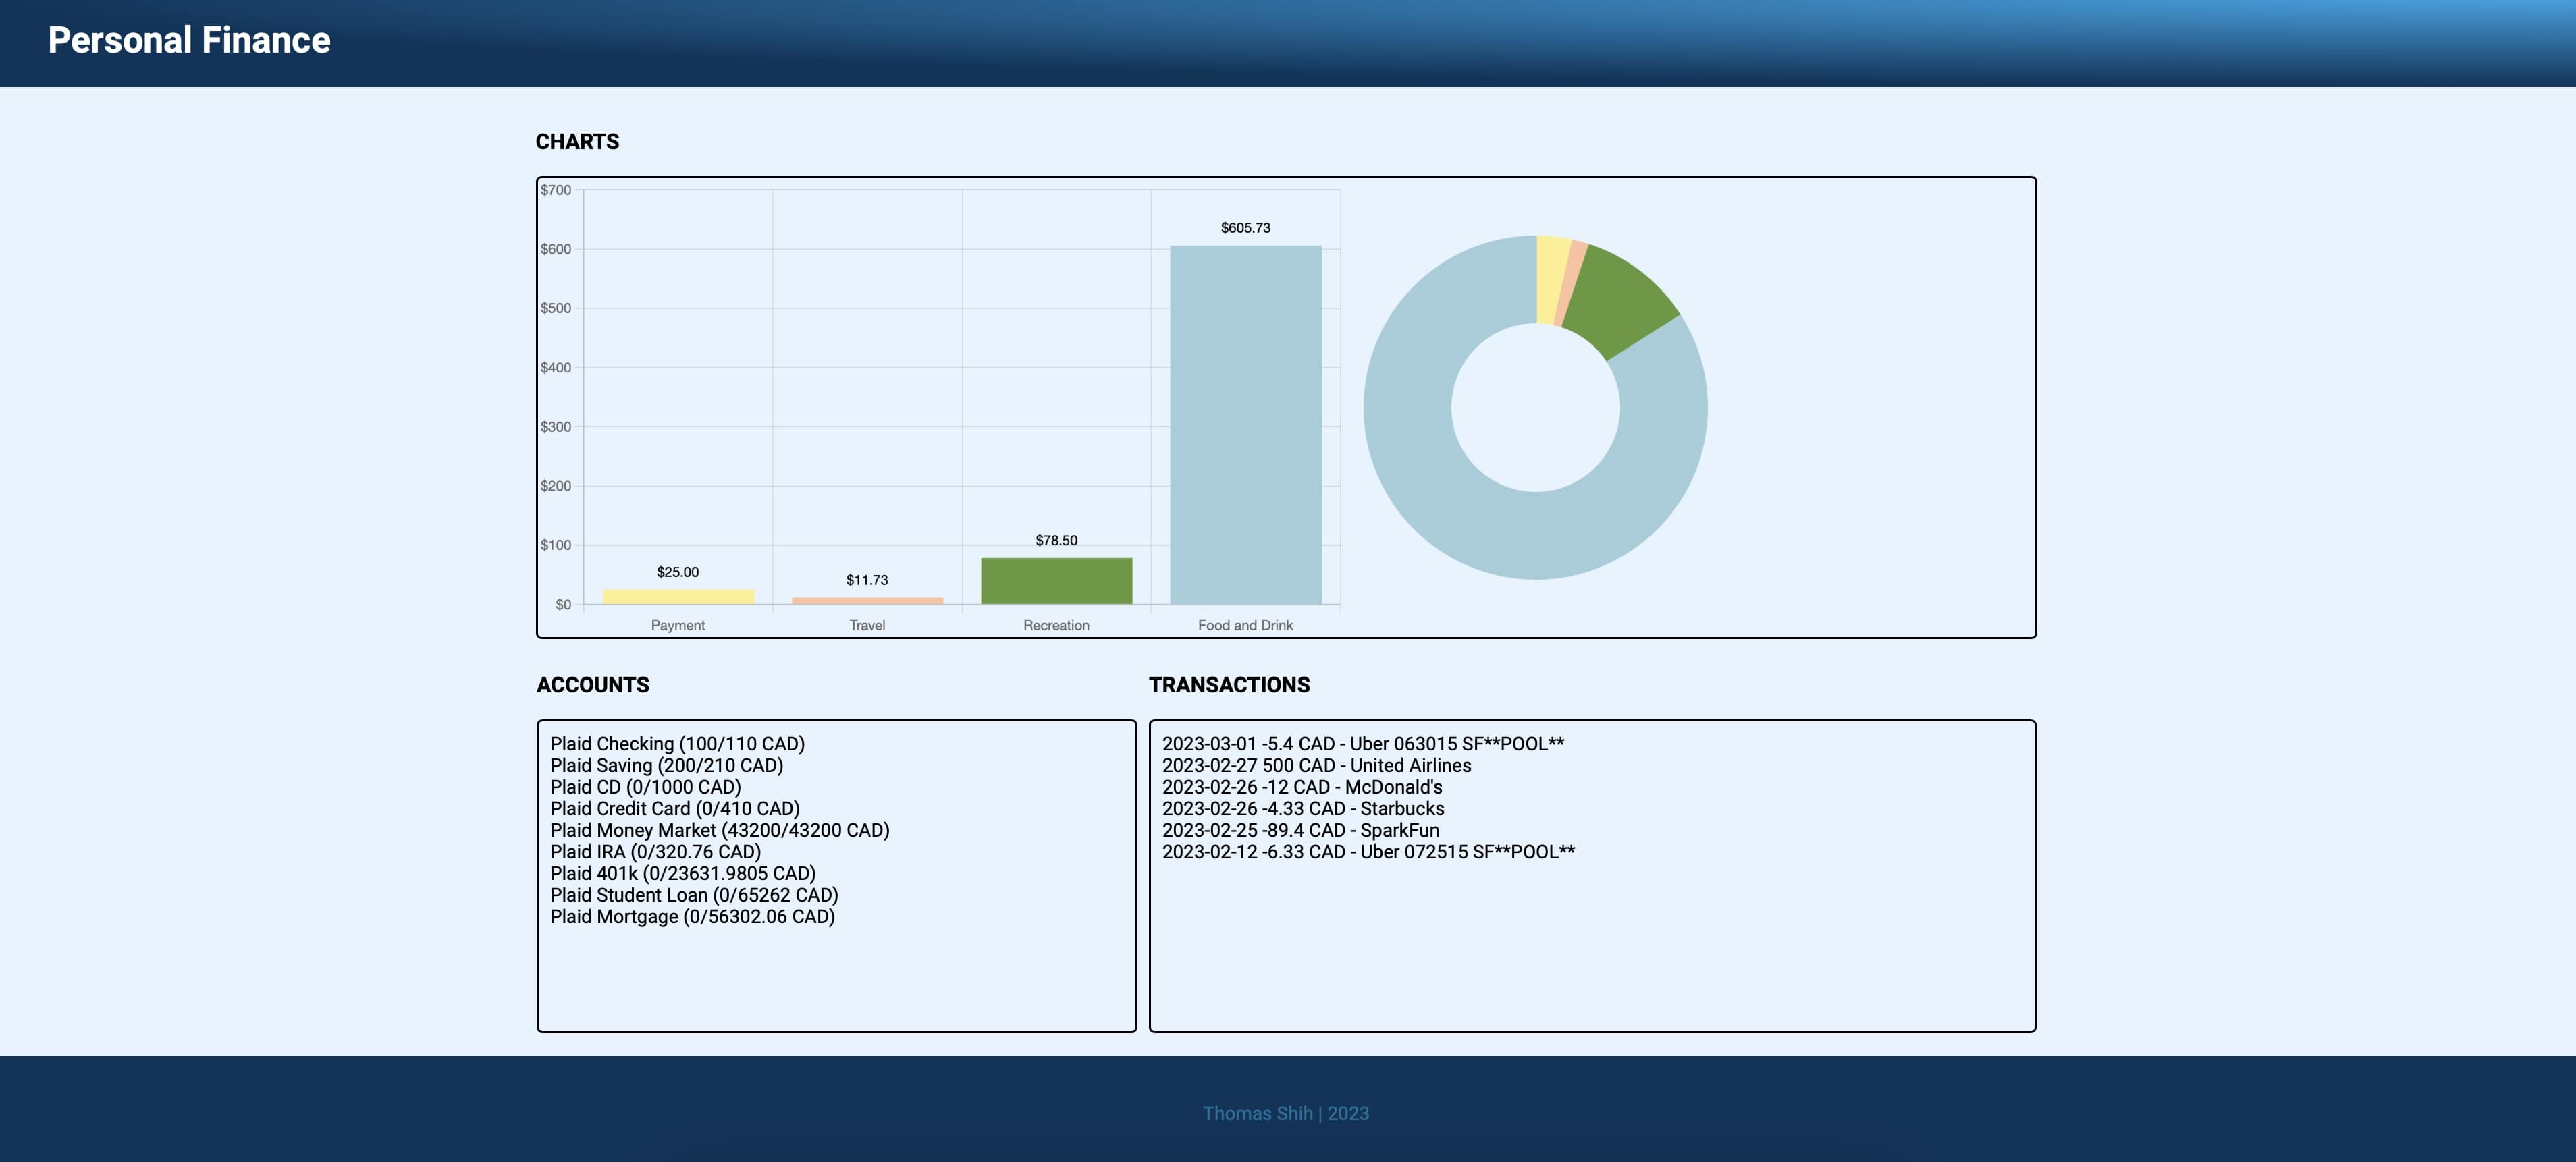 Personal Finance
CHARTS
$700
$600
$500
$400
$300
$200
$100
$0
$25.00
$11.73
$78.50
$605.73
Payment
Travel
Recreation
Food and Drink
ACCOUNTS
Plaid Checking (100/110 CAD)
Plaid Saving (200/210 CAD)
Plaid CD (0/1000 CAD)
Plaid Credit Card (0/410 CAD)
Plaid Money Market (43200/43200 CAD)
Plaid IRA (0/320.76 CAD)
Plaid 401k (0/23631.9805 CAD)
Plaid Student Loan (0/65262 CAD)
Plaid Mortgage (0/56302.06 CAD)
TRANSACTIONS
2023-03-01 -5.4 CAD - Uber 063015 SF**POOL**
2023-02-27 500 CAD - United Airlines
2023-02-26 -12 CAD - McDonald's
2023-02-26 -4.33 CAD - Starbucks
2023-02-25 -89.4 CAD - SparkFun
2023-02-12 -6.33 CAD - Uber 072515 SF**POOL**
Thomas Shih | 2023